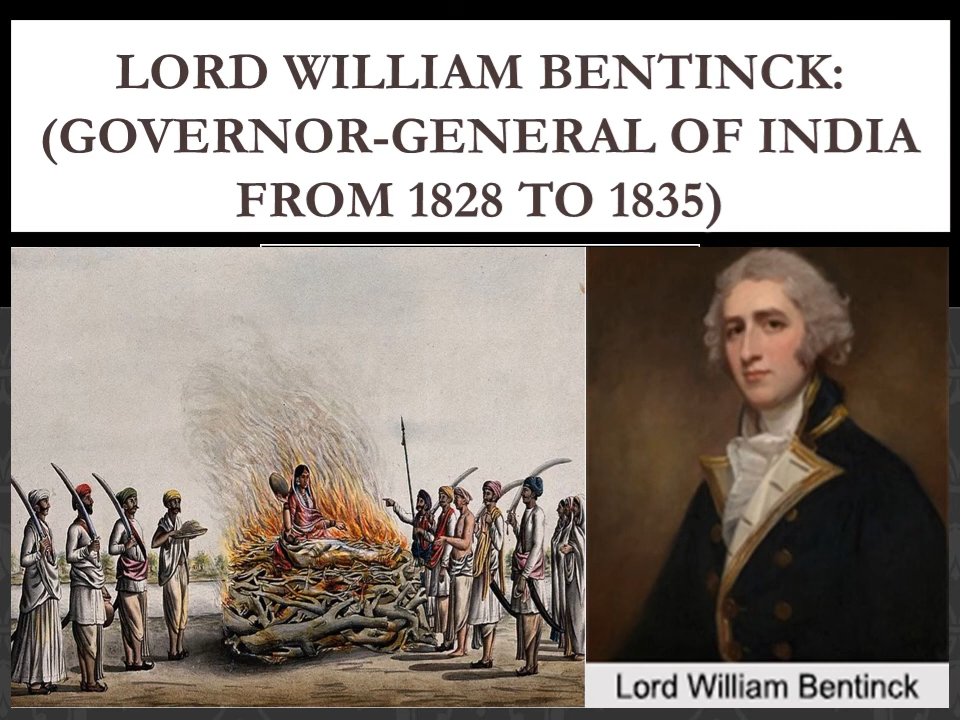 LORD WILLIAM BENTINCK:
(GOVERNOR-GENERAL OF INDIA
FROM 1828 TO 1835)
Lord William Bentinck